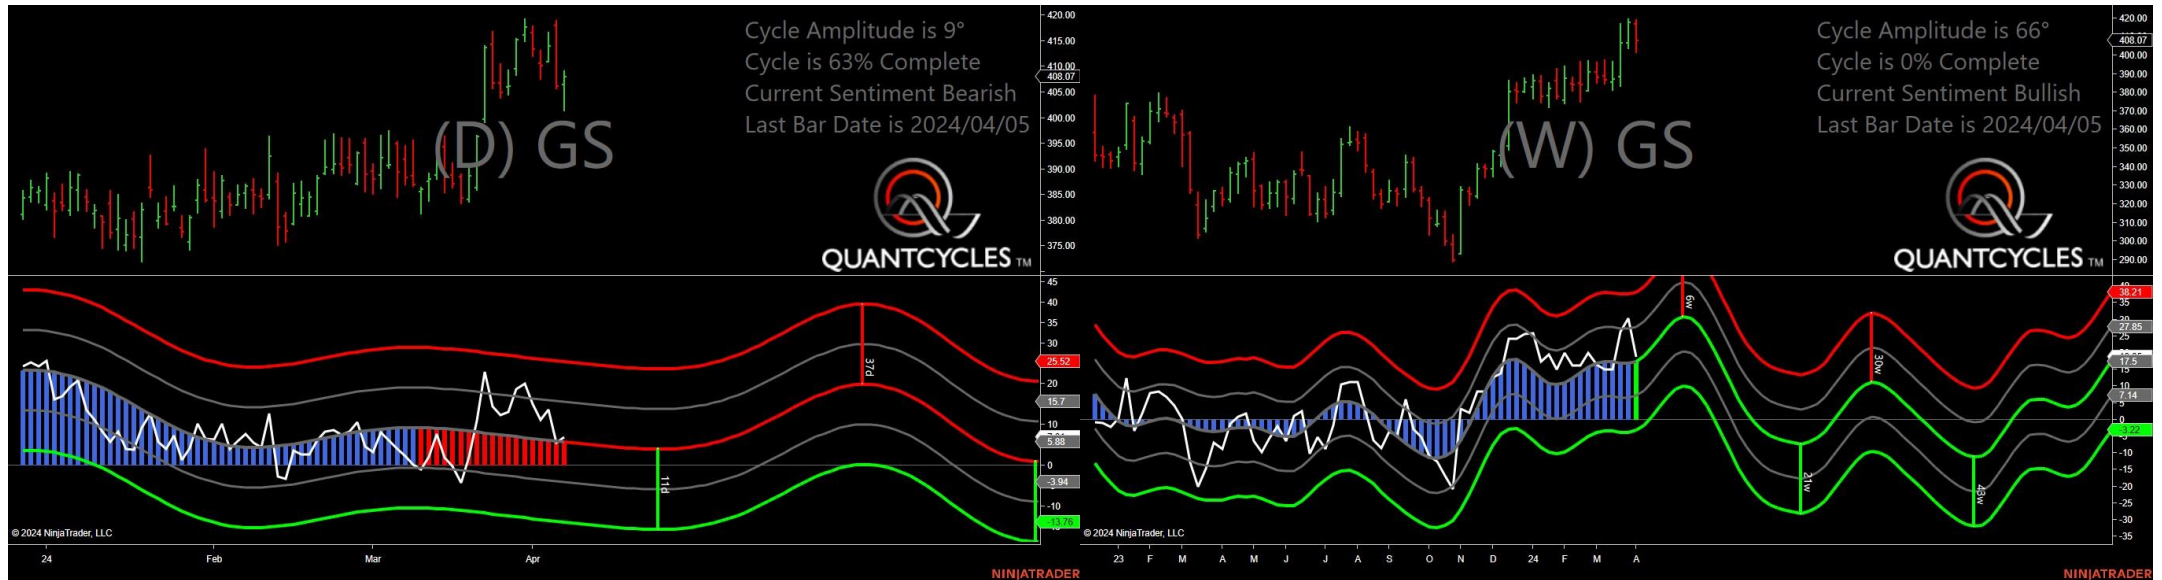 Cycle Amplitude is 9°
Cycle is 63% Complete
Current Sentiment Bearish
Last Bar Date is 2024/04/05
(D) GS
QUANTCYCLES TM
420.00
415.00
410.00
408.07
405.00
400.00
395.00
390.00
385.00
380.00
375.00
45
40
35
30
25.52
20
15.7
10
5.88
0
-3.94
-10
-13.76
37d
11d
© 2024 NinjaTrader, LLC
24 Feb Mar Apr
NINJATRADER
Cycle Amplitude is 66°
Cycle is 0% Complete
Current Sentiment Bullish
Last Bar Date is 2024/04/05
(W) GS
QUANTCYCLES TM
420.00
408.07
400.00
390.00
380.00
370.00
360.00
350.00
340.00
330.00
320.00
310.00
300.00
290.00
38.21
35
27.85
17.5
15
10
7.14
0
-3.22
-10
-15
-20
-25
-30
-35
6w
30w
21w
43w
© 2024 NinjaTrader, LLC
23 F M A M J J A S O N D 24 F M A
NINJATRADER